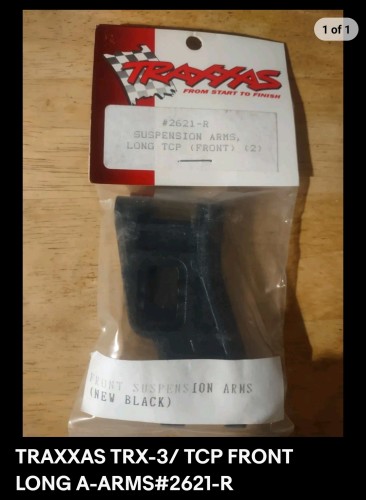 1 of 1
TRAXXAS
FROM START TO FINISH
#2621-R
SUSPENSION ARMS,
LONG TCP (FRONT) (2)
FRONT SUSPENSION ARMS
(NEW BLACK)
TRAXXAS TRX-3/ TCP FRONT
LONG A-ARMS#2621-R